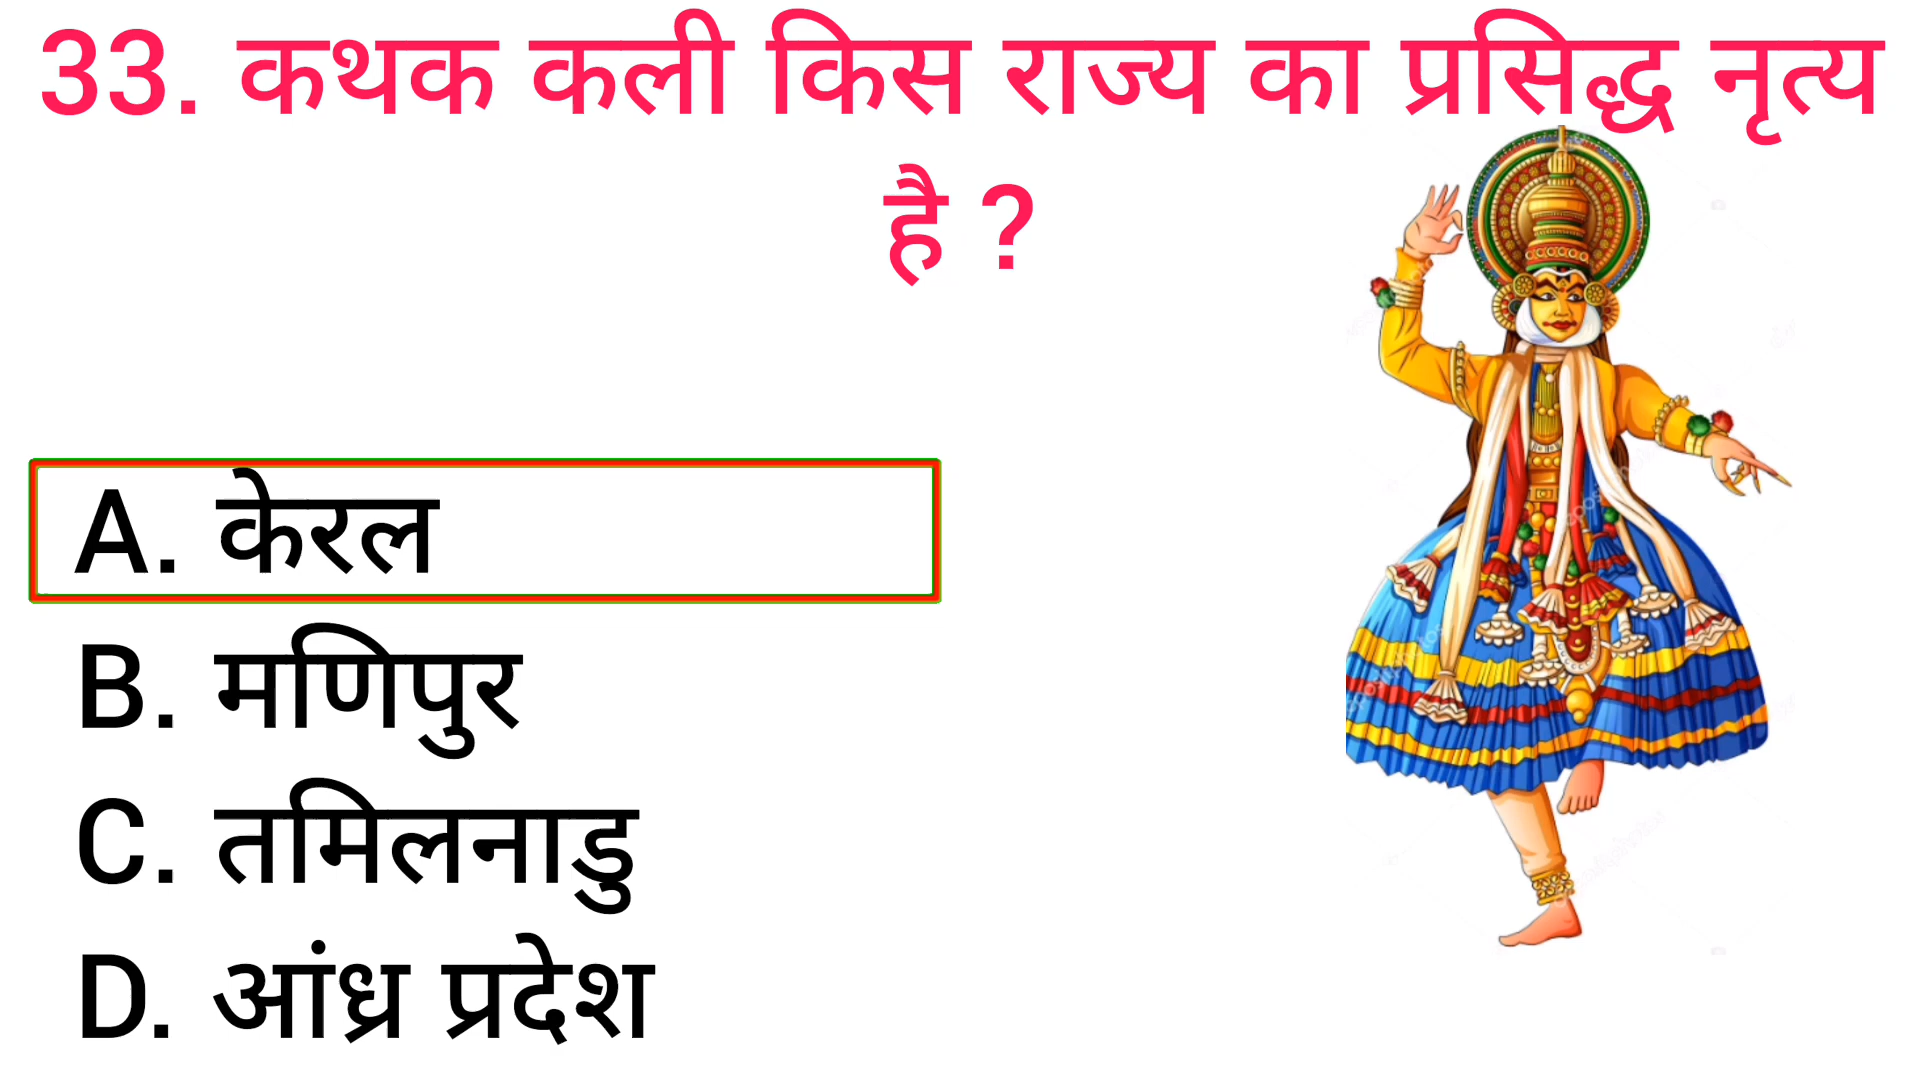 33. कथक कली किस राज्य का प्रसिद्ध नृत्य
है ?
A. केरल
B. मणिपुर
C. तमिलनाडु
D. आंध्र प्रदेश